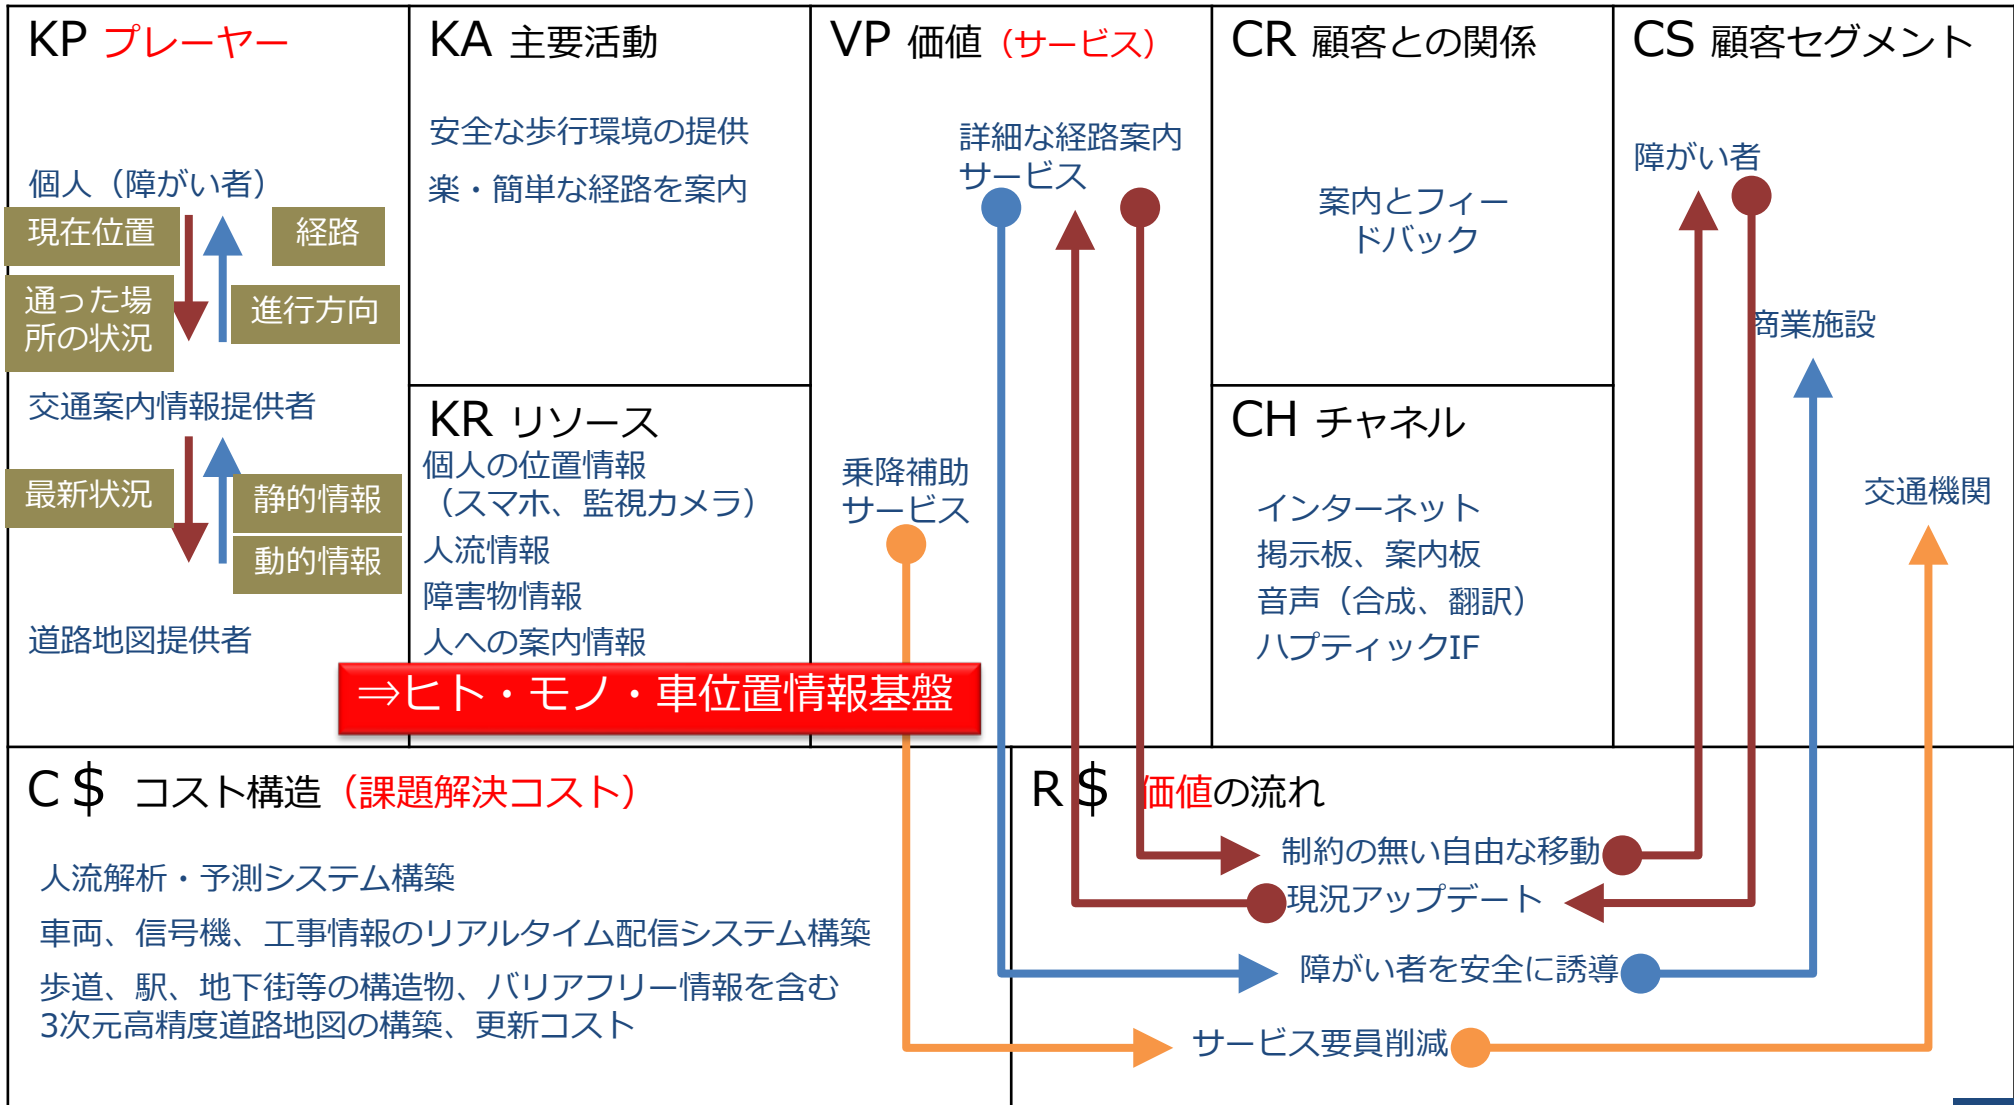 KP プレーヤー
個人（障がい者）
現在位置
経路
通った場
所の状況
進行方向
交通案内情報提供者
最新状況
静的情報
動的情報
道路地図提供者
KA 主要活動
安全な歩行環境の提供
楽・簡単な経路を案内
KR リソース
個人の位置情報
（スマホ、監視カメラ）
人流情報
障害物情報
人への案内情報
⇒ヒト・モノ・車位置情報基盤
VP 価値（サービス）
詳細な経路案内
サービス
乗降補助
サービス
CR 顧客との関係
案内とフィー
ドバック
CH チャネル
インターネット
掲示板、案内板
音声（合成、翻訳）
ハプティックIF
CS 顧客セグメント
障がい者
商業施設
交通機関
C $ コスト構造（課題解決コスト）
人流解析・予測システム構築
車両、信号機、工事情報のリアルタイム配信システム構築
歩道、駅、地下街等の構造物、バリアフリー情報を含む
3次元高精度道路地図の構築、更新コスト
R $ 価値の流れ
制約の無い自由な移動
現況アップデート
障がい者を安全に誘導
サービス要員削減